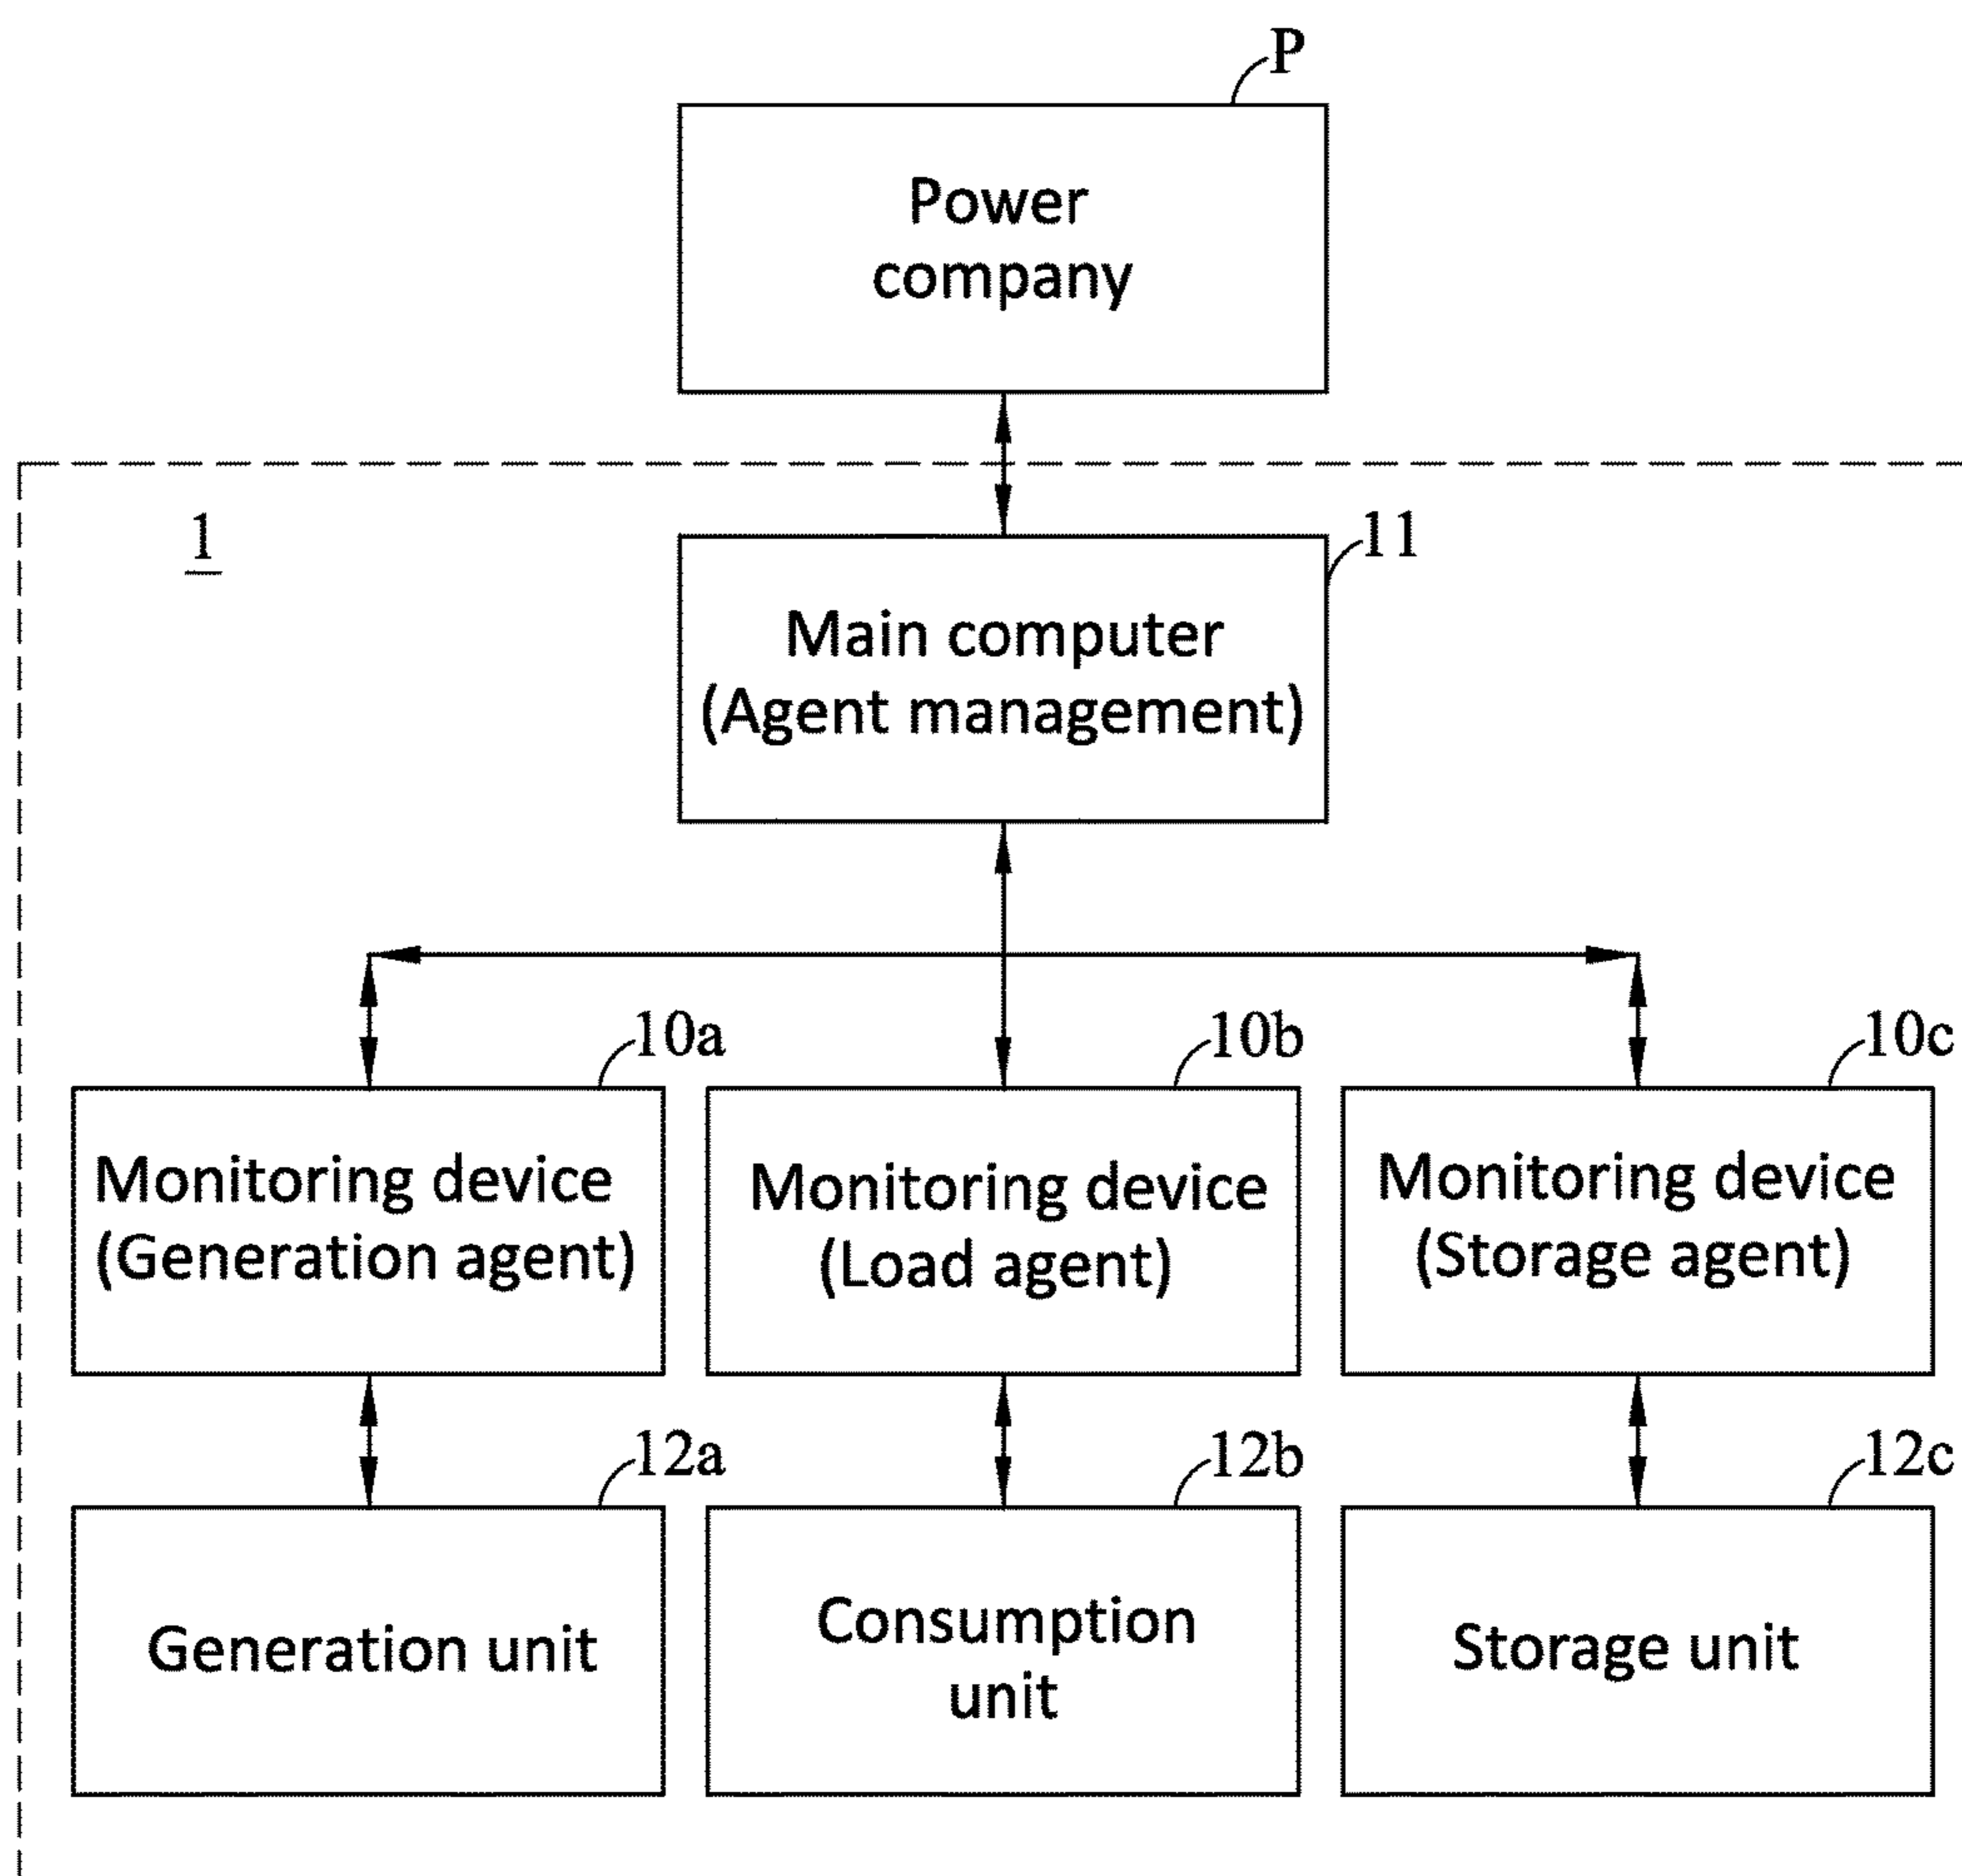 P
Power
company
1
11
Main computer
(Agent management)
10a
10b
10c
Monitoring device
(Generation agent)
Monitoring device
(Load agent)
Monitoring device
(Storage agent)
12a
12b
12c
Generation unit
Consumption
unit
Storage unit